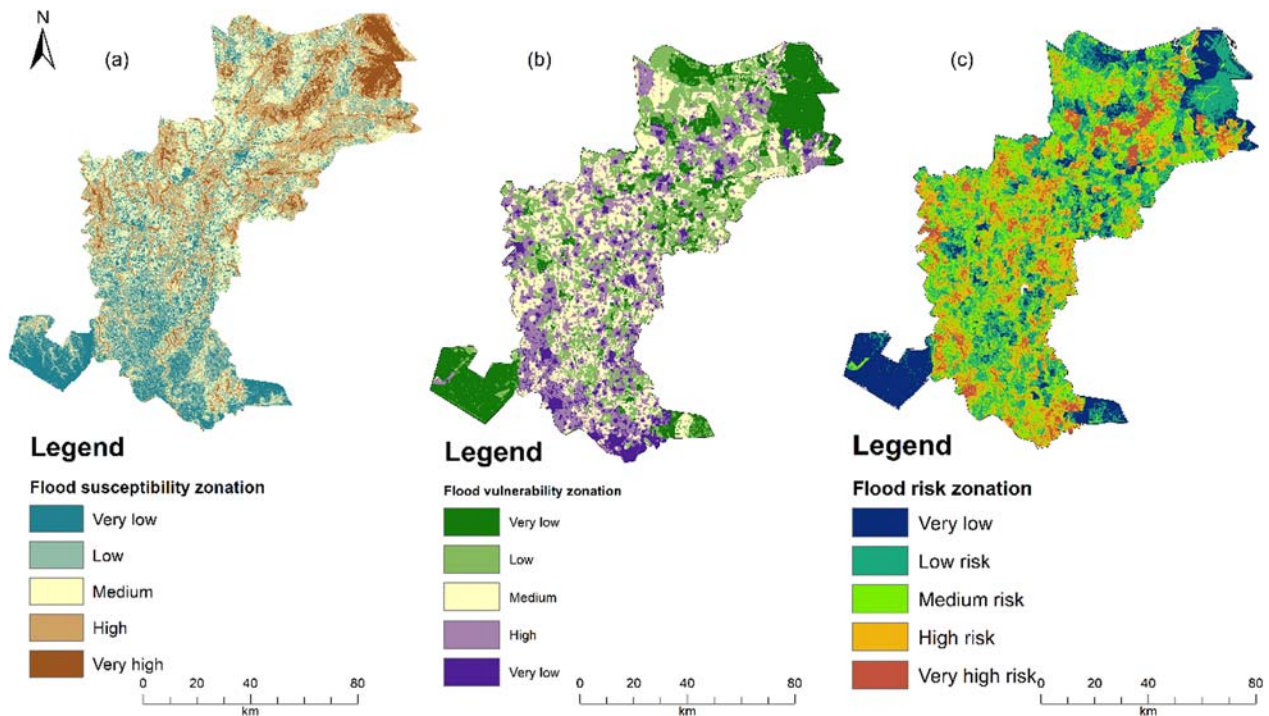 N
(a)
Legend
Flood susceptibility zonation
Very low
Low
Medium
High
Very high
0 20 40 80
km
(b)
Legend
Flood vulnerability zonation
Very low
Low
Medium
High
Very low
0 20 40 80
km
(c)
Legend
Flood risk zonation
Very low
Low risk
Medium risk
High risk
Very high risk
0 20 40 80
km